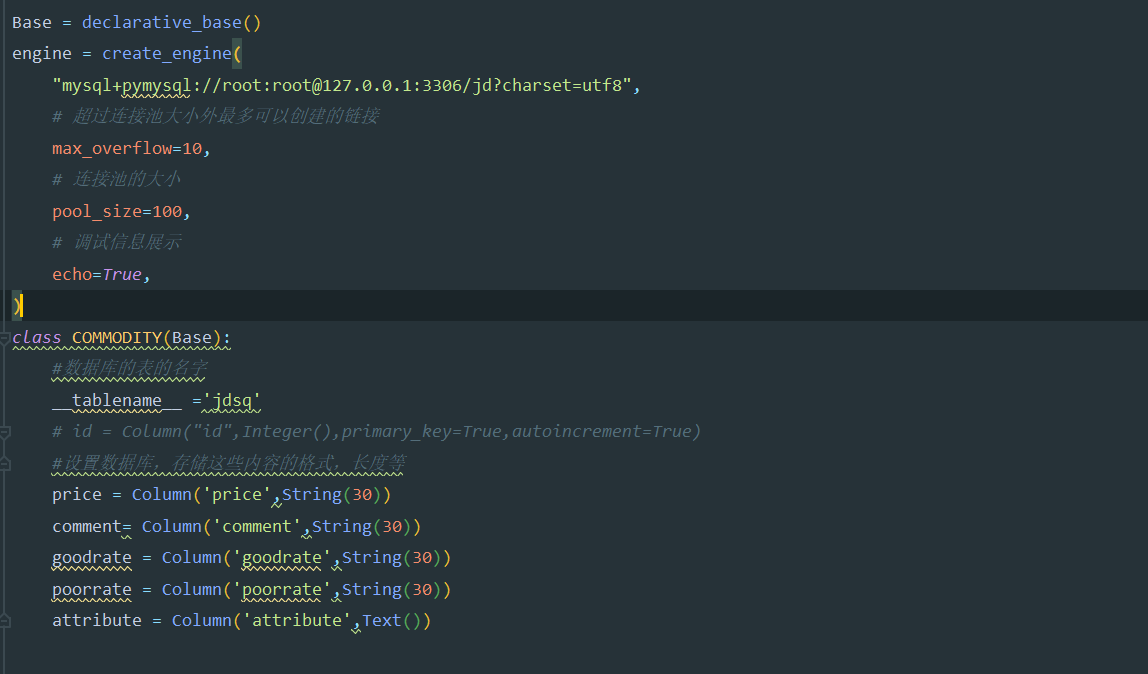 Base = declarative_base()
engine = create_engine(
    "mysql+pymysql://root:root@127.0.0.1:3306/jd?charset=utf8",
    # 超过连接池大小外最多可以创建的链接
    max_overflow=10,
    # 连接池的大小
    pool_size=100,
    # 调试信息展示
    echo=True,
)
class COMMODITY(Base):
    #数据库的表的名字
    __tablename__ ='jdsq'
    # id = Column("id",Integer(),primary_key=True,autoincrement=True)
    #设置数据库，存储这些内容的格式，长度等
    price = Column('price',String(30))
    comment= Column('comment',String(30))
    goodrate = Column('goodrate',String(30))
    poorrate = Column('poorrate',String(30))
    attribute = Column('attribute',Text())